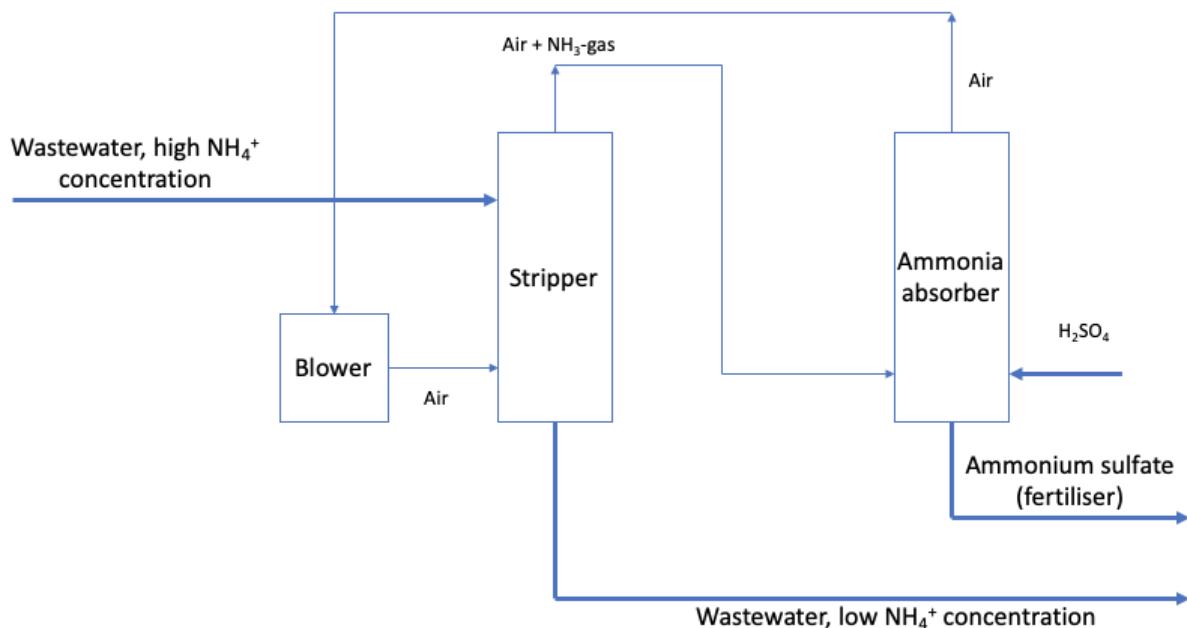 Air + NH₃-gas
Air
Wastewater, high NH₄⁺
concentration
Stripper
Ammonia
absorber
H₂SO₄
Blower
Air
Ammonium sulfate
(fertiliser)
Wastewater, low NH₄⁺ concentration